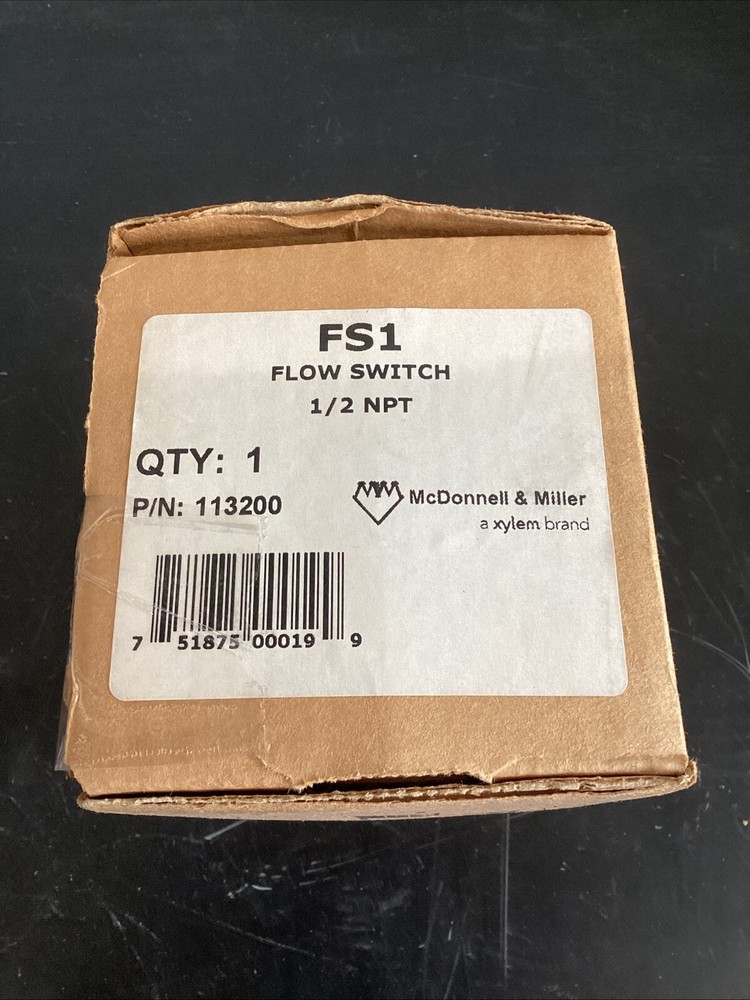 FS1
FLOW SWITCH
1/2 NPT
QTY: 1
P/N: 113200
McDonnell & Miller
a xylem brand
7 51875 00019 9